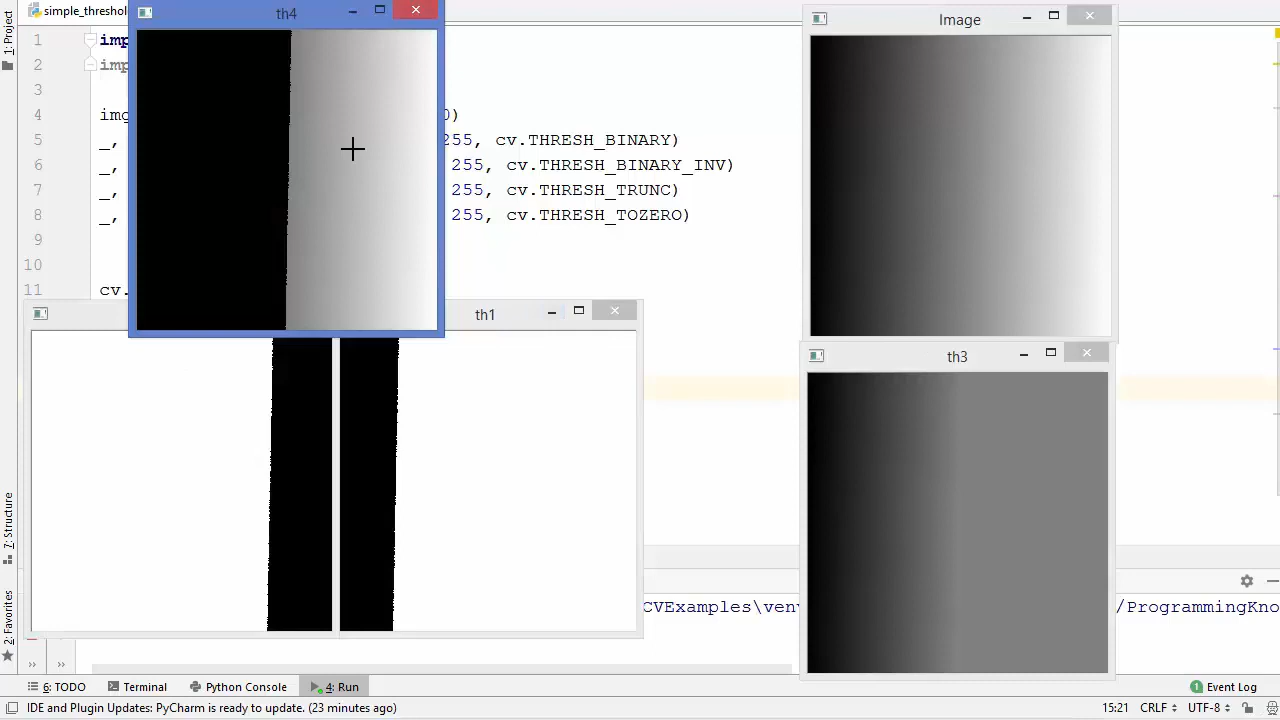 simple_threshol
th4
Image
1: Project
1 imp
2 imp
3
4 img 0)
5 _, 255, cv.THRESH_BINARY)
6 _, 255, cv.THRESH_BINARY_INV)
7 _, 255, cv.THRESH_TRUNC)
8 _, 255, cv.THRESH_TOZERO)
9
10
11 cv.
th1
th3
7: Structure
2: Favorites
CVExamples\venv /ProgrammingKno
6: TODO Terminal Python Console 4: Run 1 Event Log
IDE and Plugin Updates: PyCharm is ready to update. (23 minutes ago) 15:21 CRLF UTF-8